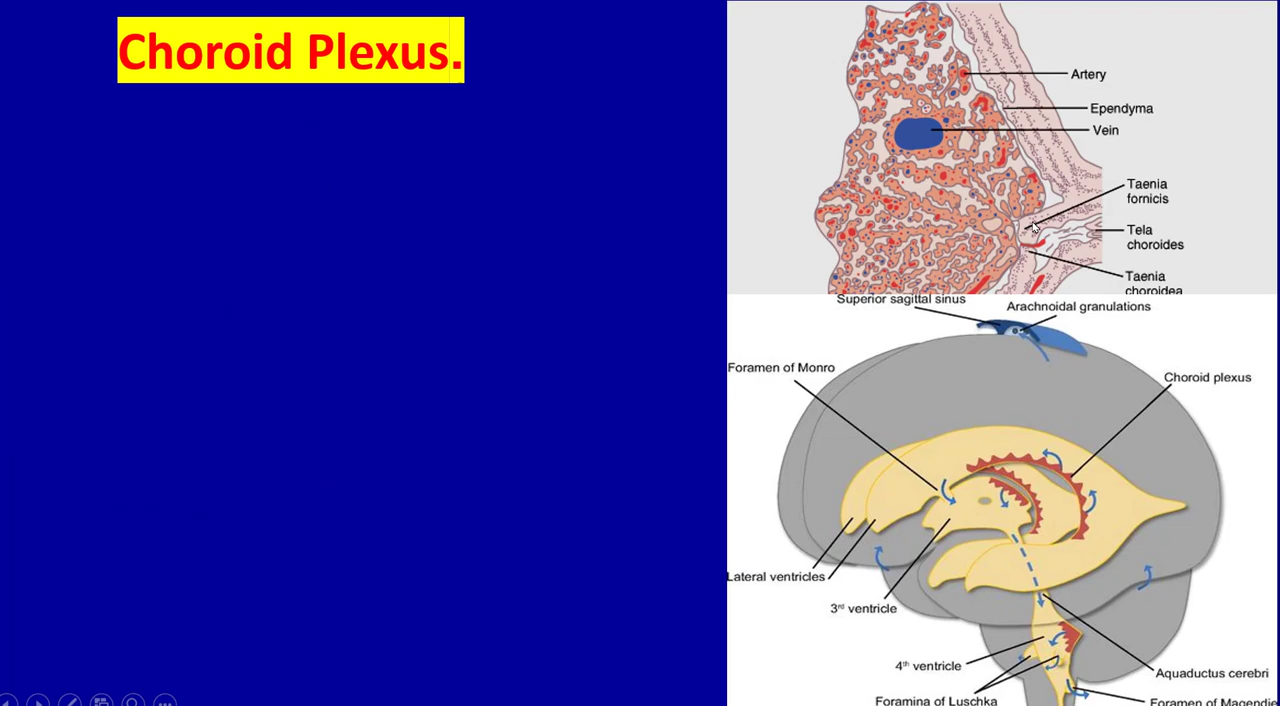 Choroid Plexus.
Artery
Ependyma
Vein
Taenia
fornicis
Tela
choroides
Taenia
choroidea
Superior sagittal sinus
Arachnoidal granulations
Foramen of Monro
Choroid plexus
Lateral ventricles
3rd ventricle
4th ventricle
Aquaductus cerebri
Foramina of Luschka
Foramen of Magendie